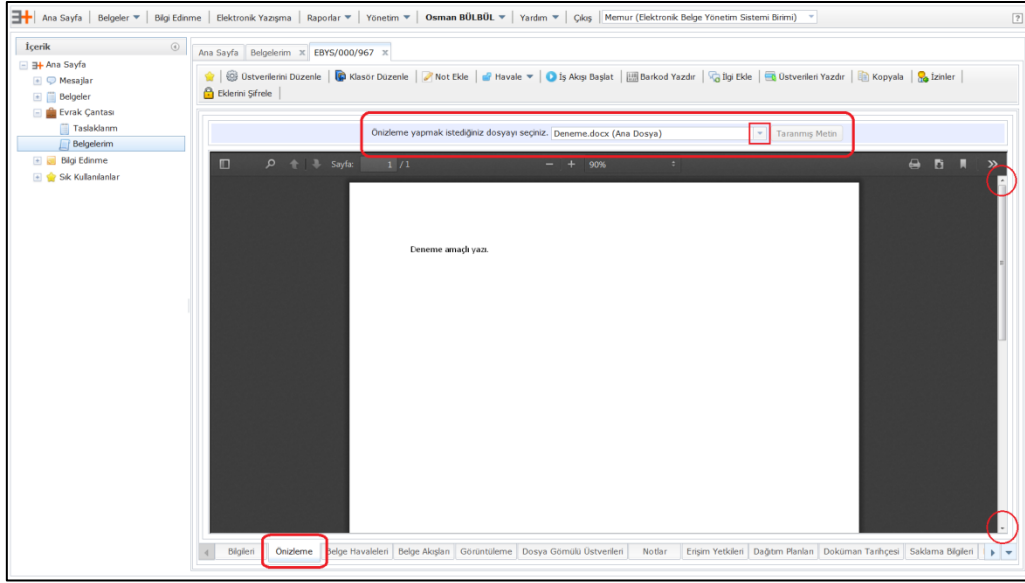 Ana Sayfa Belgeler Bilgi Edinme Elektronik Yazışma Raporlar Yönetim Osman BÜLBÜL Yardım Çıkış Memur (Elektronik Belge Yönetim Sistemi Birimi) ?
İçerik
Ana Sayfa
Mesajlar
Belgeler
Evrak Çantası
Taslaklarım
Belgelerim
Bilgi Edinme
Sık Kullanılanlar
Ana Sayfa Belgelerim EBYS/000/967
Üstverilerini Düzenle Klasör Düzenle Not Ekle Havale İş Akışı Başlat Barkod Yazdır İlgi Ekle Üstverileri Yazdır Kopyala İzinler
Eklerini Şifrele
Önizleme yapmak istediğiniz dosyayı seçiniz. Deneme.docx (Ana Dosya) Taranmış Metin
Sayfa: 1 / 1 90%
Deneme amaçlı yazı.
Bilgileri Önizleme Belge Havaleleri Belge Akışları Görüntüleme Dosya Gömülü Üstverileri Notlar Erişim Yetkileri Dağıtım Planları Doküman Tarihçesi Saklama Bilgileri